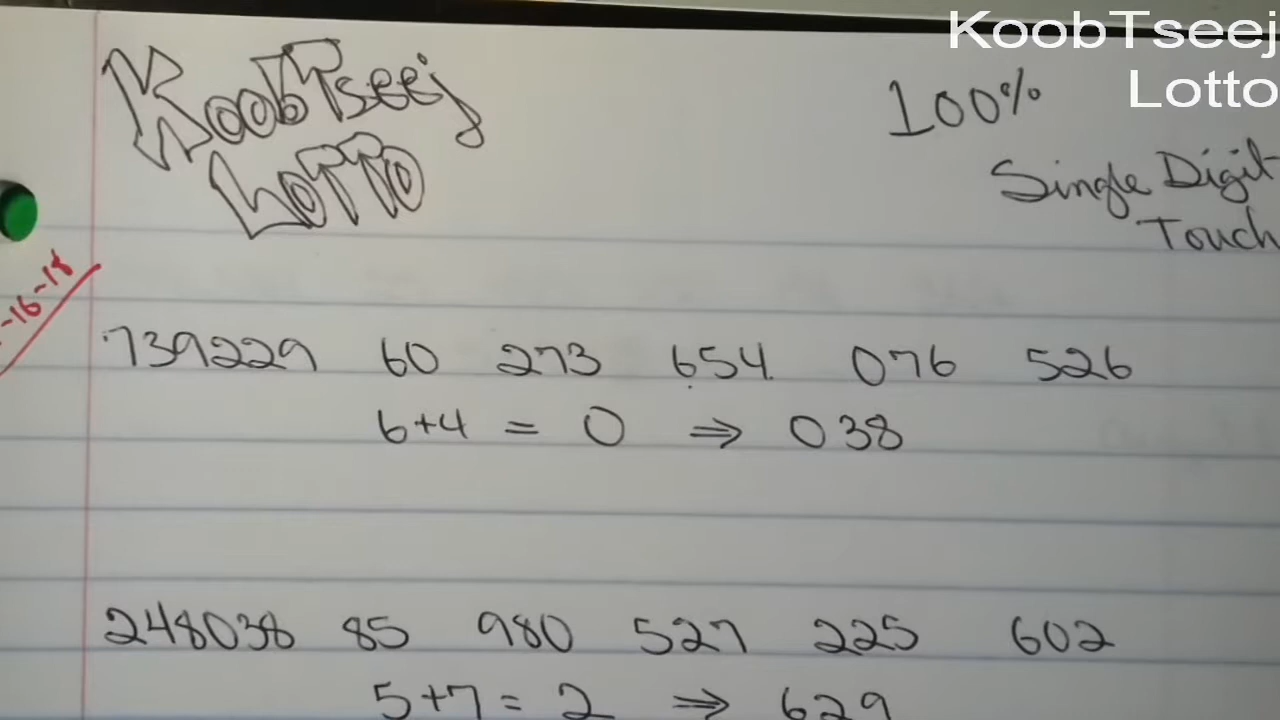 KoobTseej
Lotto
KoobTseej
LOTTO
100%
Single Digit
Touch
-16-18
739229 60 273 654 076 526
6+4 = 0 ⇒ 038
248038 85 980 527 225 602
5+7 = 2 ⇒ 629